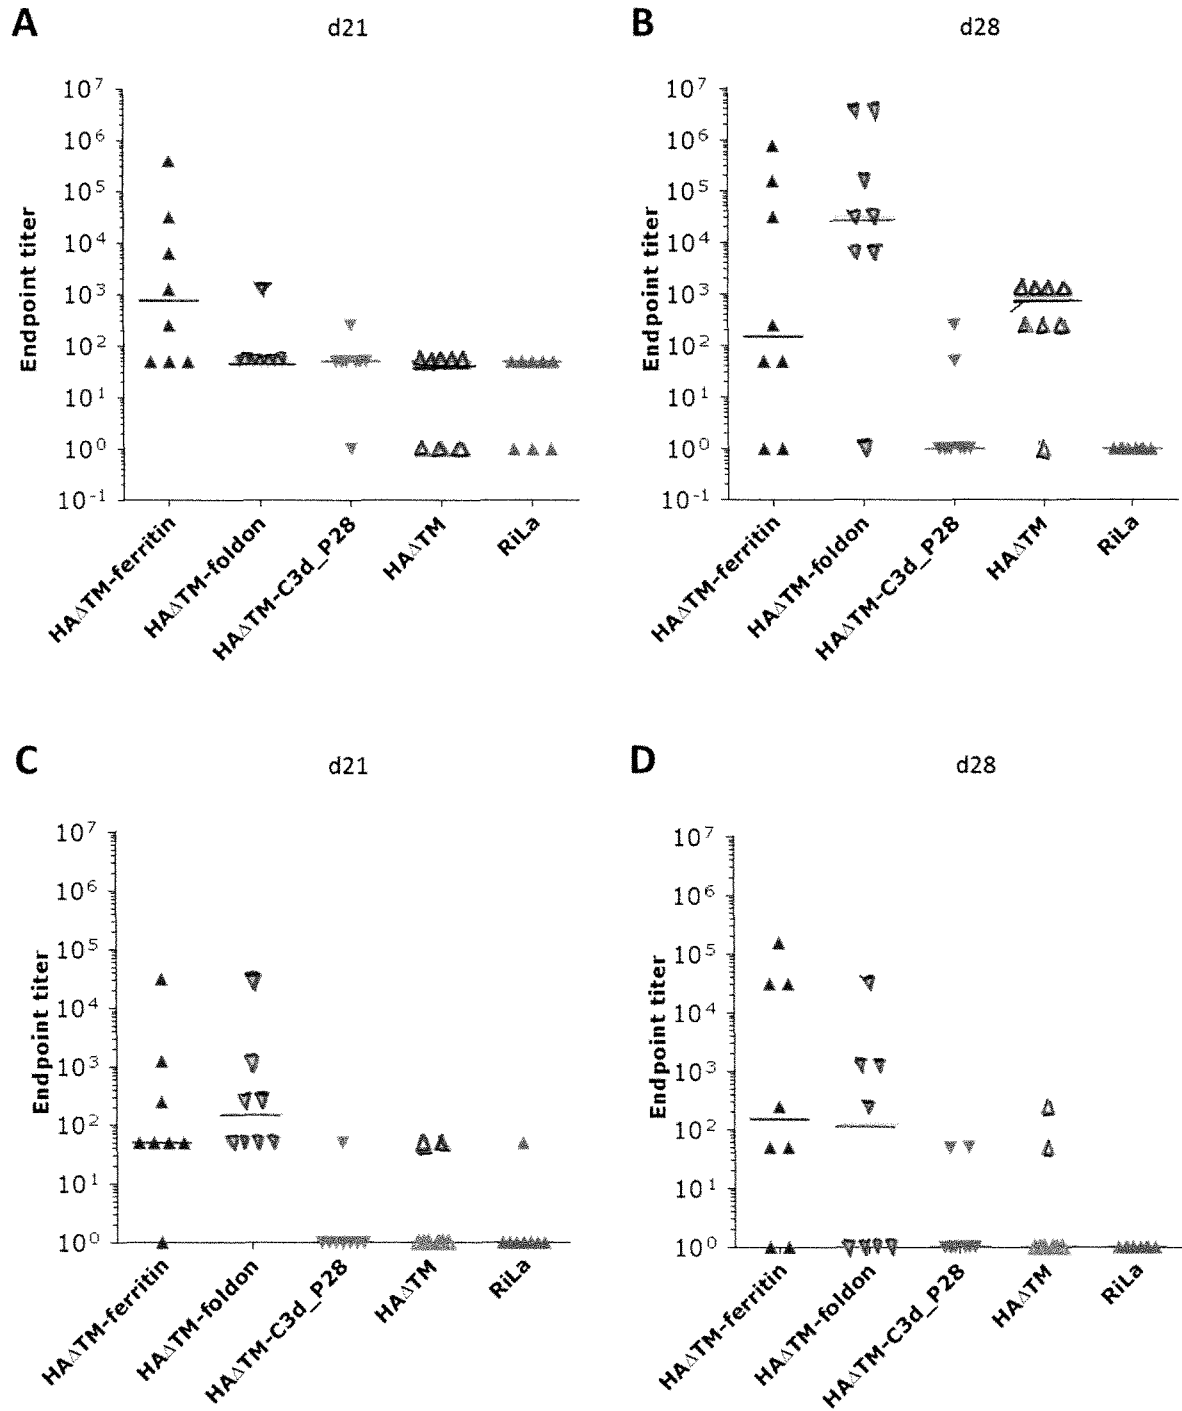 A
d21
Endpoint titer
10⁷
10⁶
10⁵
10⁴
10³
10²
10¹
10⁰
10⁻¹
HAΔTM-ferritin
HAΔTM-foldon
HAΔTM-C3d_P28
HAΔTM
RiLa
B
d28
Endpoint titer
10⁷
10⁶
10⁵
10⁴
10³
10²
10¹
10⁰
10⁻¹
HAΔTM-ferritin
HAΔTM-foldon
HAΔTM-C3d_P28
HAΔTM
RiLa
C
d21
Endpoint titer
10⁷
10⁶
10⁵
10⁴
10³
10²
10¹
10⁰
HAΔTM-ferritin
HAΔTM-foldon
HAΔTM-C3d_P28
HAΔTM
RiLa
D
d28
Endpoint titer
10⁷
10⁶
10⁵
10⁴
10³
10²
10¹
10⁰
HAΔTM-ferritin
HAΔTM-foldon
HAΔTM-C3d_P28
HAΔTM
RiLa